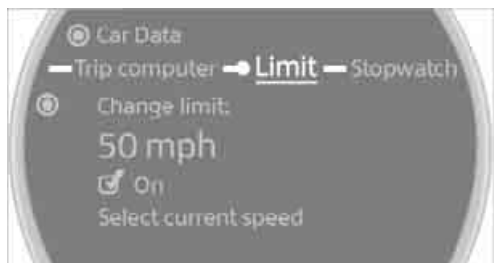 Car Data
Trip computer Limit Stopwatch
Change limit:
50 mph
On
Select current speed